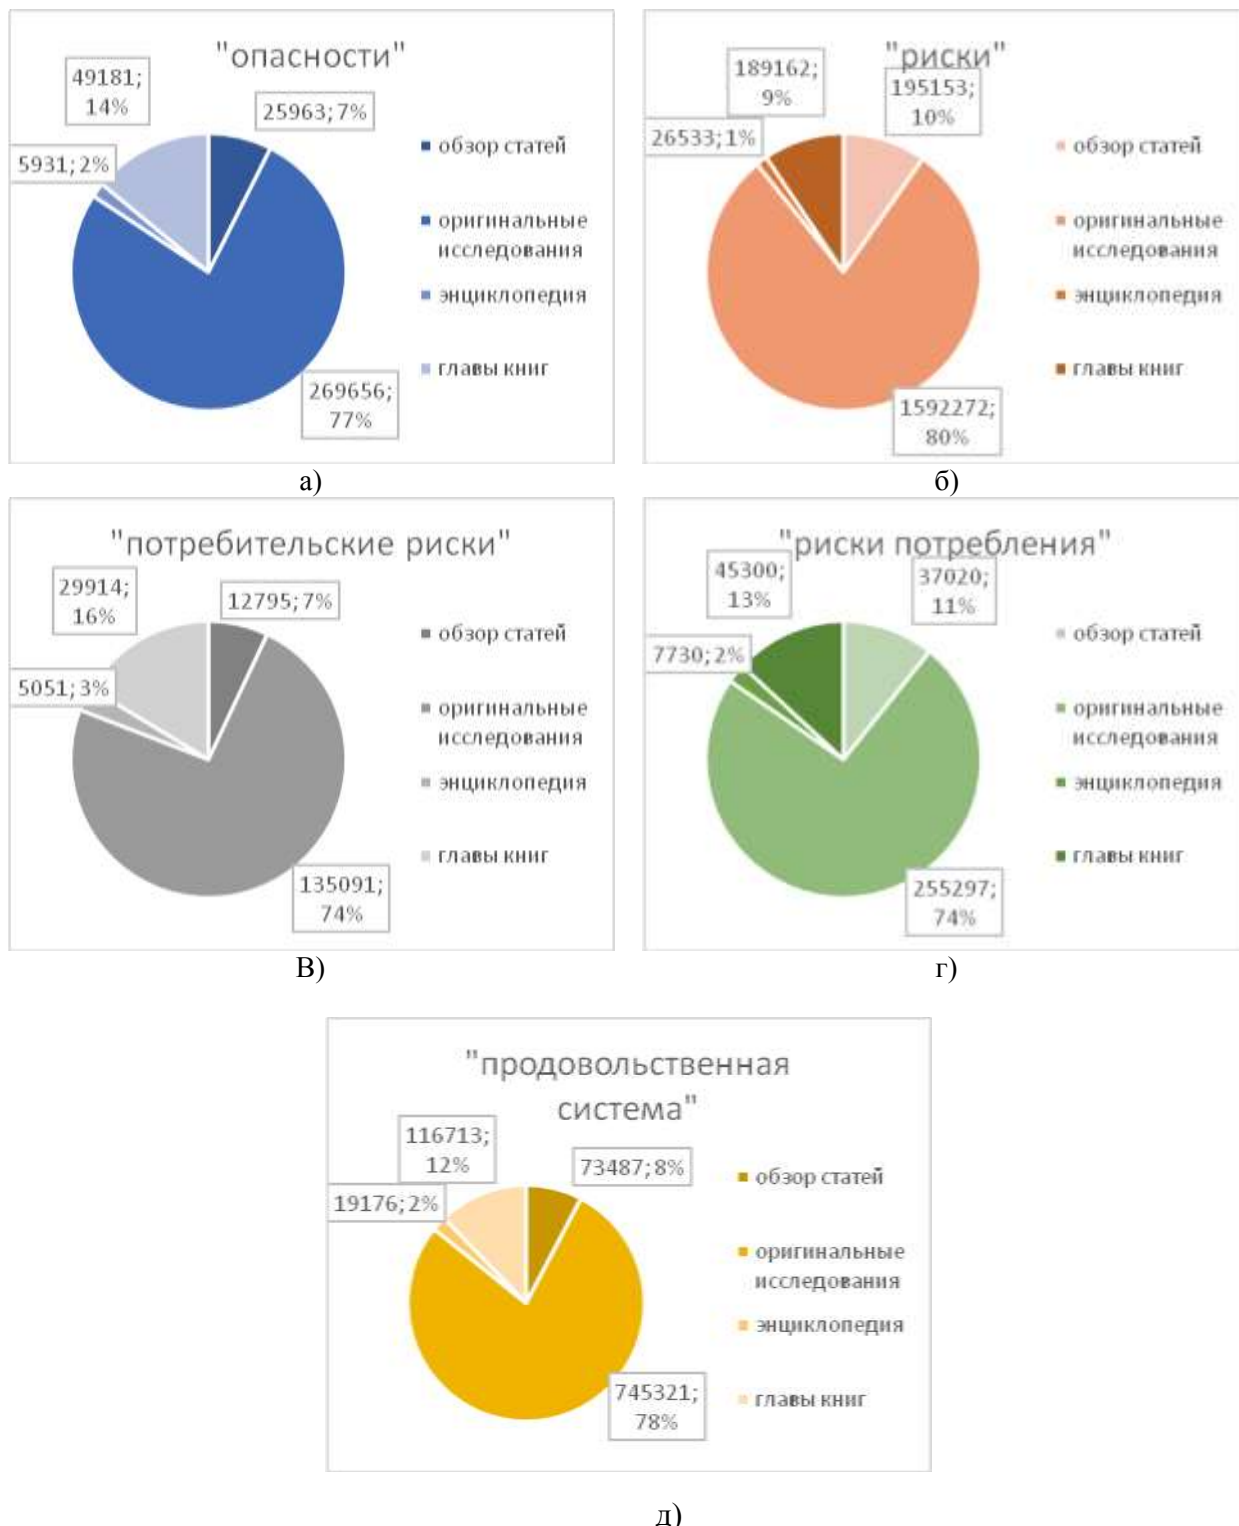 "опасности"
49181;
14%
25963; 7%
5931; 2%
269656;
77%
обзор статей
оригинальные
исследования
энциклопедия
главы книг
а)
"риски"
189162;
9%
195153;
10%
26533; 1%
1592272;
80%
обзор статей
оригинальные
исследования
энциклопедия
главы книг
б)
"потребительские риски"
29914;
16%
12795; 7%
5051; 3%
135091;
74%
обзор статей
оригинальные
исследования
энциклопедия
главы книг
В)
"риски потребления"
45300;
13%
37020;
11%
7730; 2%
255297;
74%
обзор статей
оригинальные
исследования
энциклопедия
главы книг
г)
"продовольственная
система"
116713;
12%
73487; 8%
19176; 2%
745321;
78%
обзор статей
оригинальные
исследования
энциклопедия
главы книг
д)